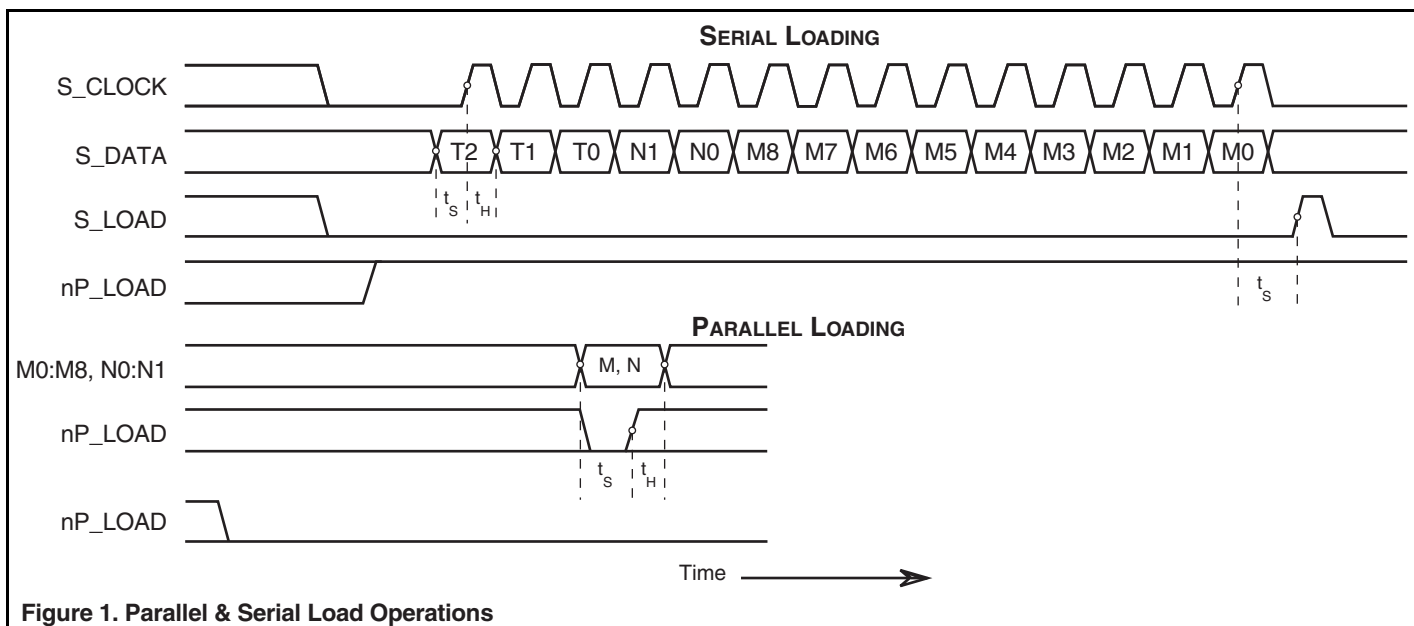 SERIAL LOADING
S_CLOCK
S_DATA
T2 T1 T0 N1 N0 M8 M7 M6 M5 M4 M3 M2 M1 M0
tS tH
S_LOAD
nP_LOAD
tS
PARALLEL LOADING
M0:M8, N0:N1
M, N
nP_LOAD
tS tH
nP_LOAD
Time
Figure 1. Parallel & Serial Load Operations